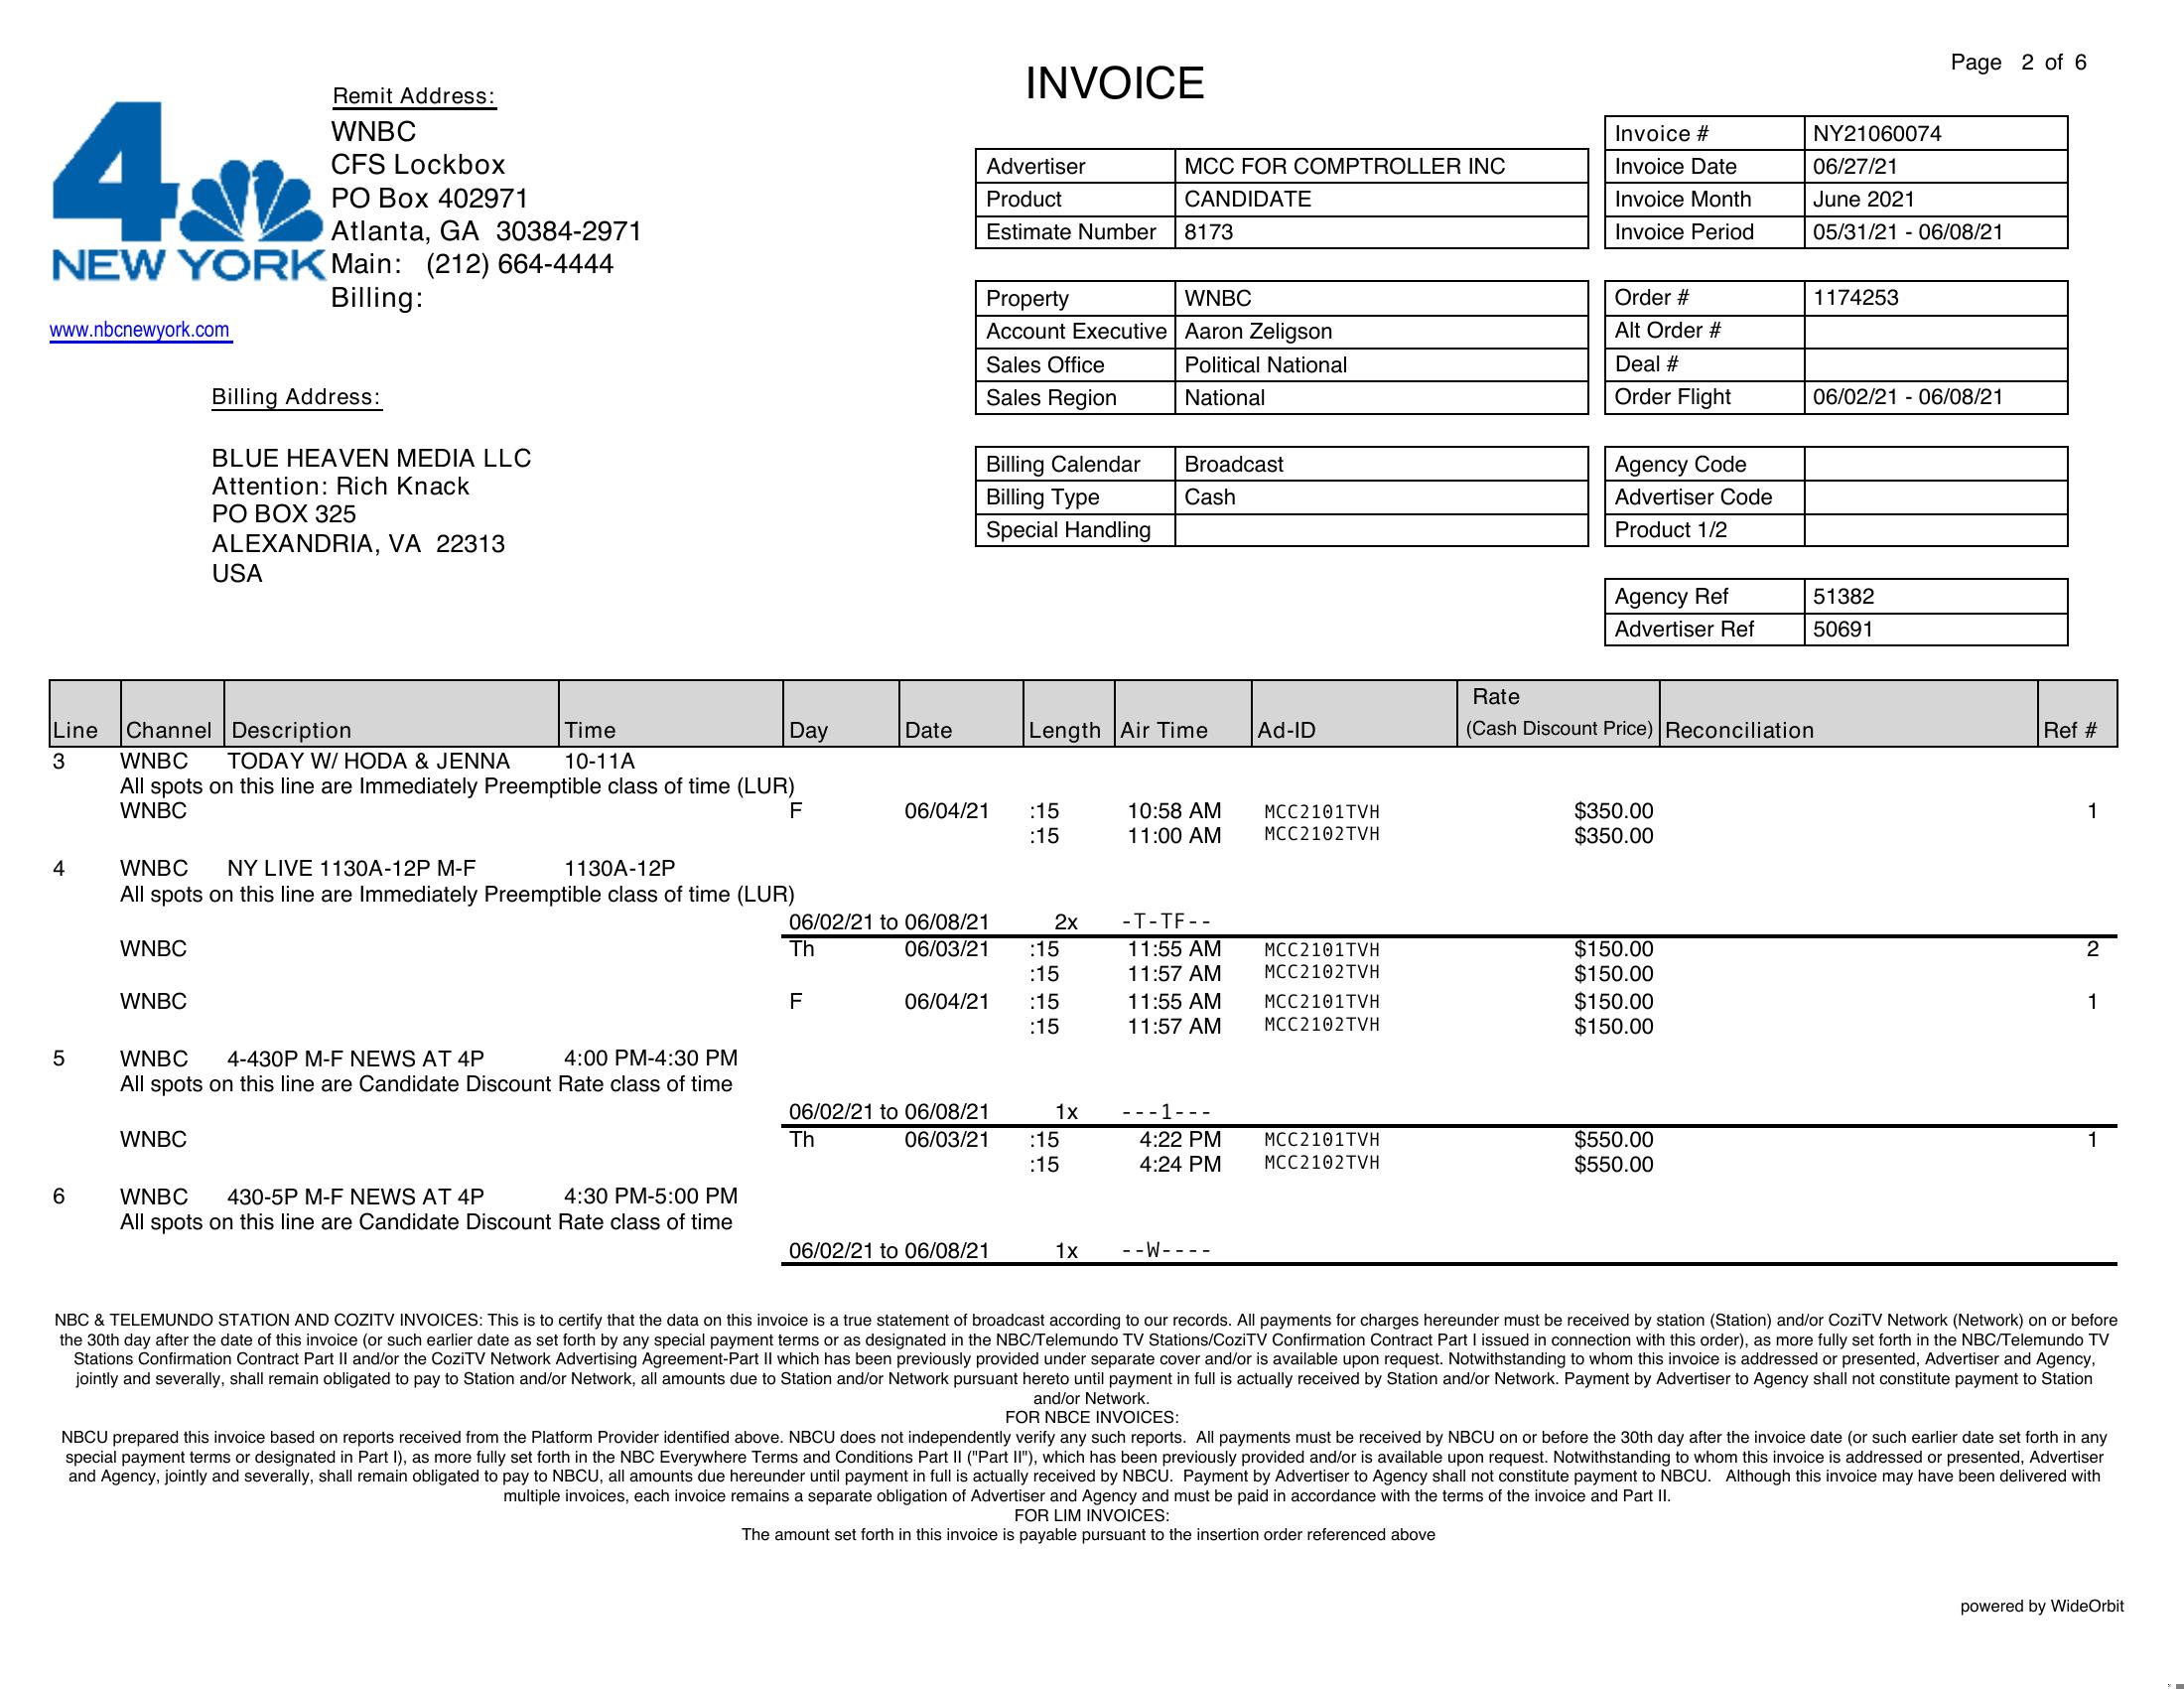 Page 2 of 6
INVOICE
4
NEW YORK
www.nbcnewyork.com
Remit Address:
WNBC
CFS Lockbox
PO Box 402971
Atlanta, GA 30384-2971
Main: (212) 664-4444
Billing:
Billing Address:
BLUE HEAVEN MEDIA LLC
Attention: Rich Knack
PO BOX 325
ALEXANDRIA, VA 22313
USA
Advertiser MCC FOR COMPTROLLER INC
Product CANDIDATE
Estimate Number 8173
Property WNBC
Account Executive Aaron Zeligson
Sales Office Political National
Sales Region National
Billing Calendar Broadcast
Billing Type Cash
Special Handling
Invoice # NY21060074
Invoice Date 06/27/21
Invoice Month June 2021
Invoice Period 05/31/21 - 06/08/21
Order # 1174253
Alt Order #
Deal #
Order Flight 06/02/21 - 06/08/21
Agency Code
Advertiser Code
Product 1/2
Agency Ref 51382
Advertiser Ref 50691
Line Channel Description Time Day Date Length Air Time Ad-ID Rate (Cash Discount Price) Reconciliation Ref #
3 WNBC TODAY W/ HODA & JENNA 10-11A
All spots on this line are Immediately Preemptible class of time (LUR)
WNBC F 06/04/21 :15 10:58 AM MCC2101TVH $350.00 1
:15 11:00 AM MCC2102TVH $350.00
4 WNBC NY LIVE 1130A-12P M-F 1130A-12P
All spots on this line are Immediately Preemptible class of time (LUR)
06/02/21 to 06/08/21 2x -T-TF--
WNBC Th 06/03/21 :15 11:55 AM MCC2101TVH $150.00 2
:15 11:57 AM MCC2102TVH $150.00
WNBC F 06/04/21 :15 11:55 AM MCC2101TVH $150.00 1
:15 11:57 AM MCC2102TVH $150.00
5 WNBC 4-430P M-F NEWS AT 4P 4:00 PM-4:30 PM
All spots on this line are Candidate Discount Rate class of time
06/02/21 to 06/08/21 1x ---1---
WNBC Th 06/03/21 :15 4:22 PM MCC2101TVH $550.00 1
:15 4:24 PM MCC2102TVH $550.00
6 WNBC 430-5P M-F NEWS AT 4P 4:30 PM-5:00 PM
All spots on this line are Candidate Discount Rate class of time
06/02/21 to 06/08/21 1x --W----
NBC & TELEMUNDO STATION AND COZITV INVOICES: This is to certify that the data on this invoice is a true statement of broadcast according to our records. All payments for charges hereunder must be received by station (Station) and/or CoziTV Network (Network) on or before
the 30th day after the date of this invoice (or such earlier date as set forth by any special payment terms or as designated in the NBC/Telemundo TV Stations/CoziTV Confirmation Contract Part I issued in connection with this order), as more fully set forth in the NBC/Telemundo TV
Stations Confirmation Contract Part II and/or the CoziTV Network Advertising Agreement-Part II which has been previously provided under separate cover and/or is available upon request. Notwithstanding to whom this invoice is addressed or presented, Advertiser and Agency,
jointly and severally, shall remain obligated to pay to Station and/or Network, all amounts due to Station and/or Network pursuant hereto until payment in full is actually received by Station and/or Network. Payment by Advertiser to Agency shall not constitute payment to Station
and/or Network.
FOR NBCE INVOICES:
NBCU prepared this invoice based on reports received from the Platform Provider identified above. NBCU does not independently verify any such reports. All payments must be received by NBCU on or before the 30th day after the invoice date (or such earlier date set forth in any
special payment terms or designated in Part I), as more fully set forth in the NBC Everywhere Terms and Conditions Part II ("Part II"), which has been previously provided and/or is available upon request. Notwithstanding to whom this invoice is addressed or presented, Advertiser
and Agency, jointly and severally, shall remain obligated to pay to NBCU, all amounts due hereunder until payment in full is actually received by NBCU. Payment by Advertiser to Agency shall not constitute payment to NBCU. Although this invoice may have been delivered with
multiple invoices, each invoice remains a separate obligation of Advertiser and Agency and must be paid in accordance with the terms of the invoice and Part II.
FOR LIM INVOICES:
The amount set forth in this invoice is payable pursuant to the insertion order referenced above
powered by WideOrbit